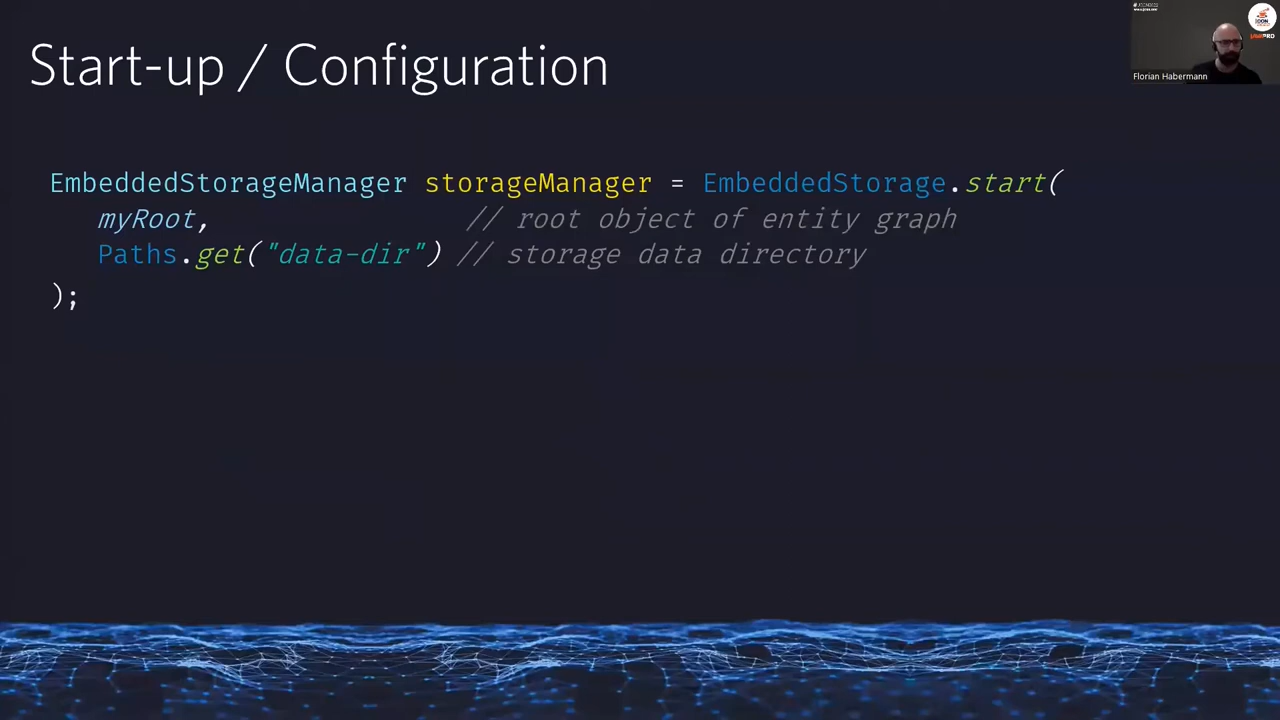 Start-up / Configuration
EmbeddedStorageManager storageManager = EmbeddedStorage.start(
myRoot, // root object of entity graph
Paths.get("data-dir") // storage data directory
);
Florian Habermann